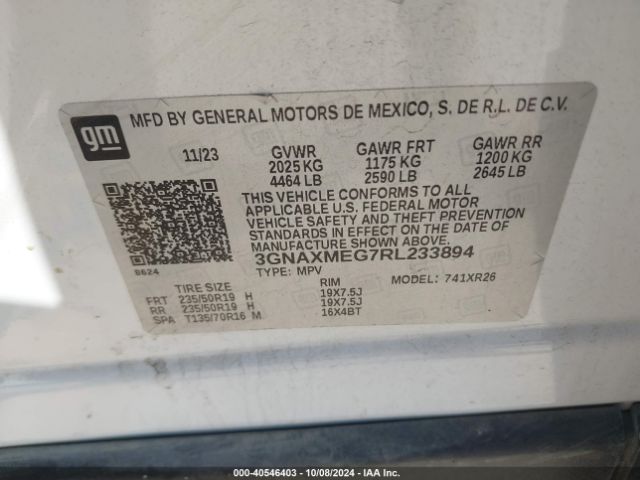 gm
MFD BY GENERAL MOTORS DE MEXICO, S. DE R.L. DE C.V.
11/23 GVWR GAWR FRT GAWR RR
2025 KG 1175 KG 1200 KG
4464 LB 2590 LB 2645 LB
THIS VEHICLE CONFORMS TO ALL
APPLICABLE U.S. FEDERAL MOTOR
VEHICLE SAFETY AND THEFT PREVENTION
STANDARDS IN EFFECT ON THE DATE OF
MANUFACTURE SHOWN ABOVE.
3GNAXMEG7RL233894
TYPE: MPV MODEL: 741XR26
8624
TIRE SIZE RIM
FRT 235/50R19 H 19X7.5J
RR 235/50R19 H 19X7.5J
SPA T135/70R16 M 16X4BT
000-40546403 - 10/08/2024 - IAA Inc.